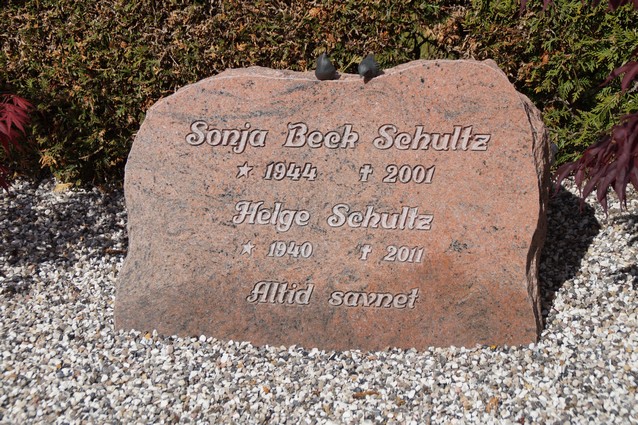 Sonja Beck Schultz
* 1944 † 2001
Helge Schultz
* 1940 † 2011
Altid savnet